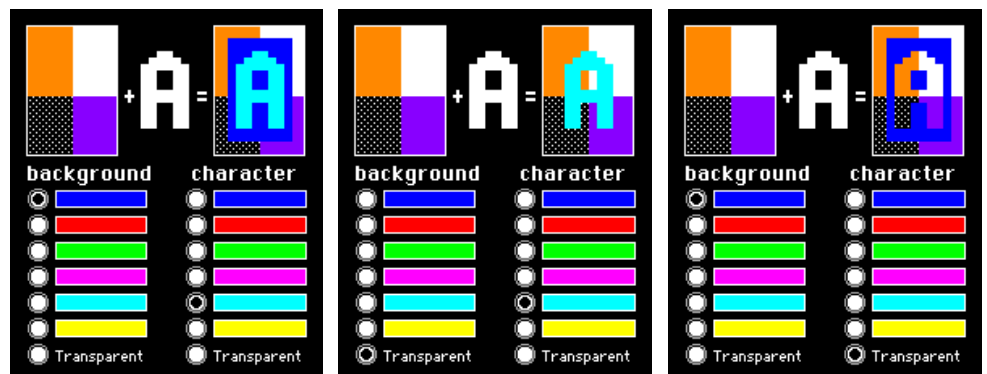 + A = A
background character
Transparent Transparent
+ A = A
background character
Transparent Transparent
+ A = A
background character
Transparent Transparent